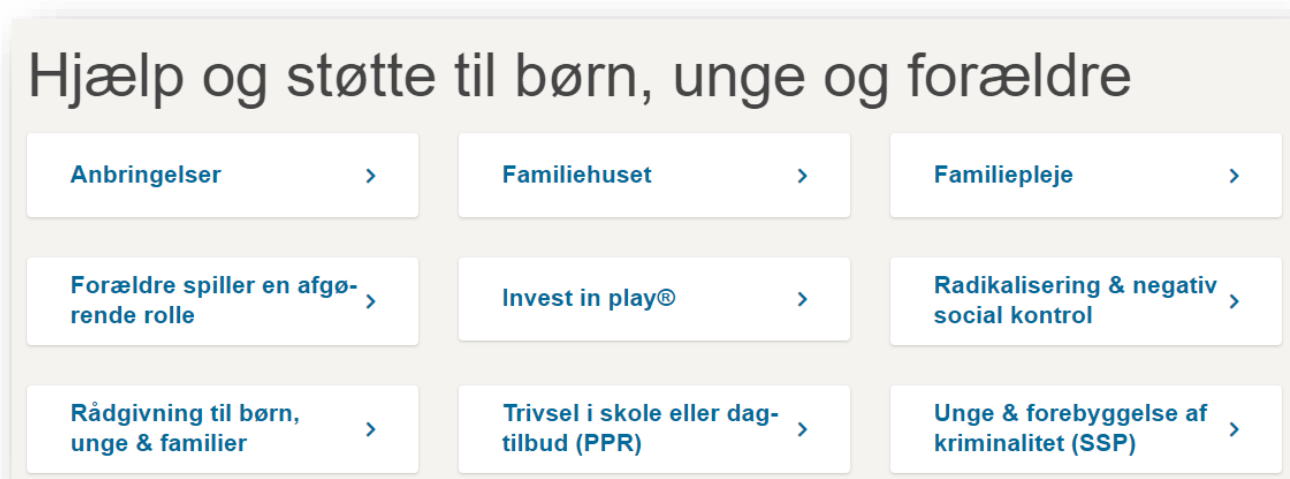 Hjælp og støtte til børn, unge og forældre
Anbringelser
Familiehuset
Familiepleje
Forældre spiller en afgø-
rende rolle
Invest in play®
Radikalisering & negativ
social kontrol
Rådgivning til børn,
unge & familier
Trivsel i skole eller dag-
tilbud (PPR)
Unge & forebyggelse af
kriminalitet (SSP)